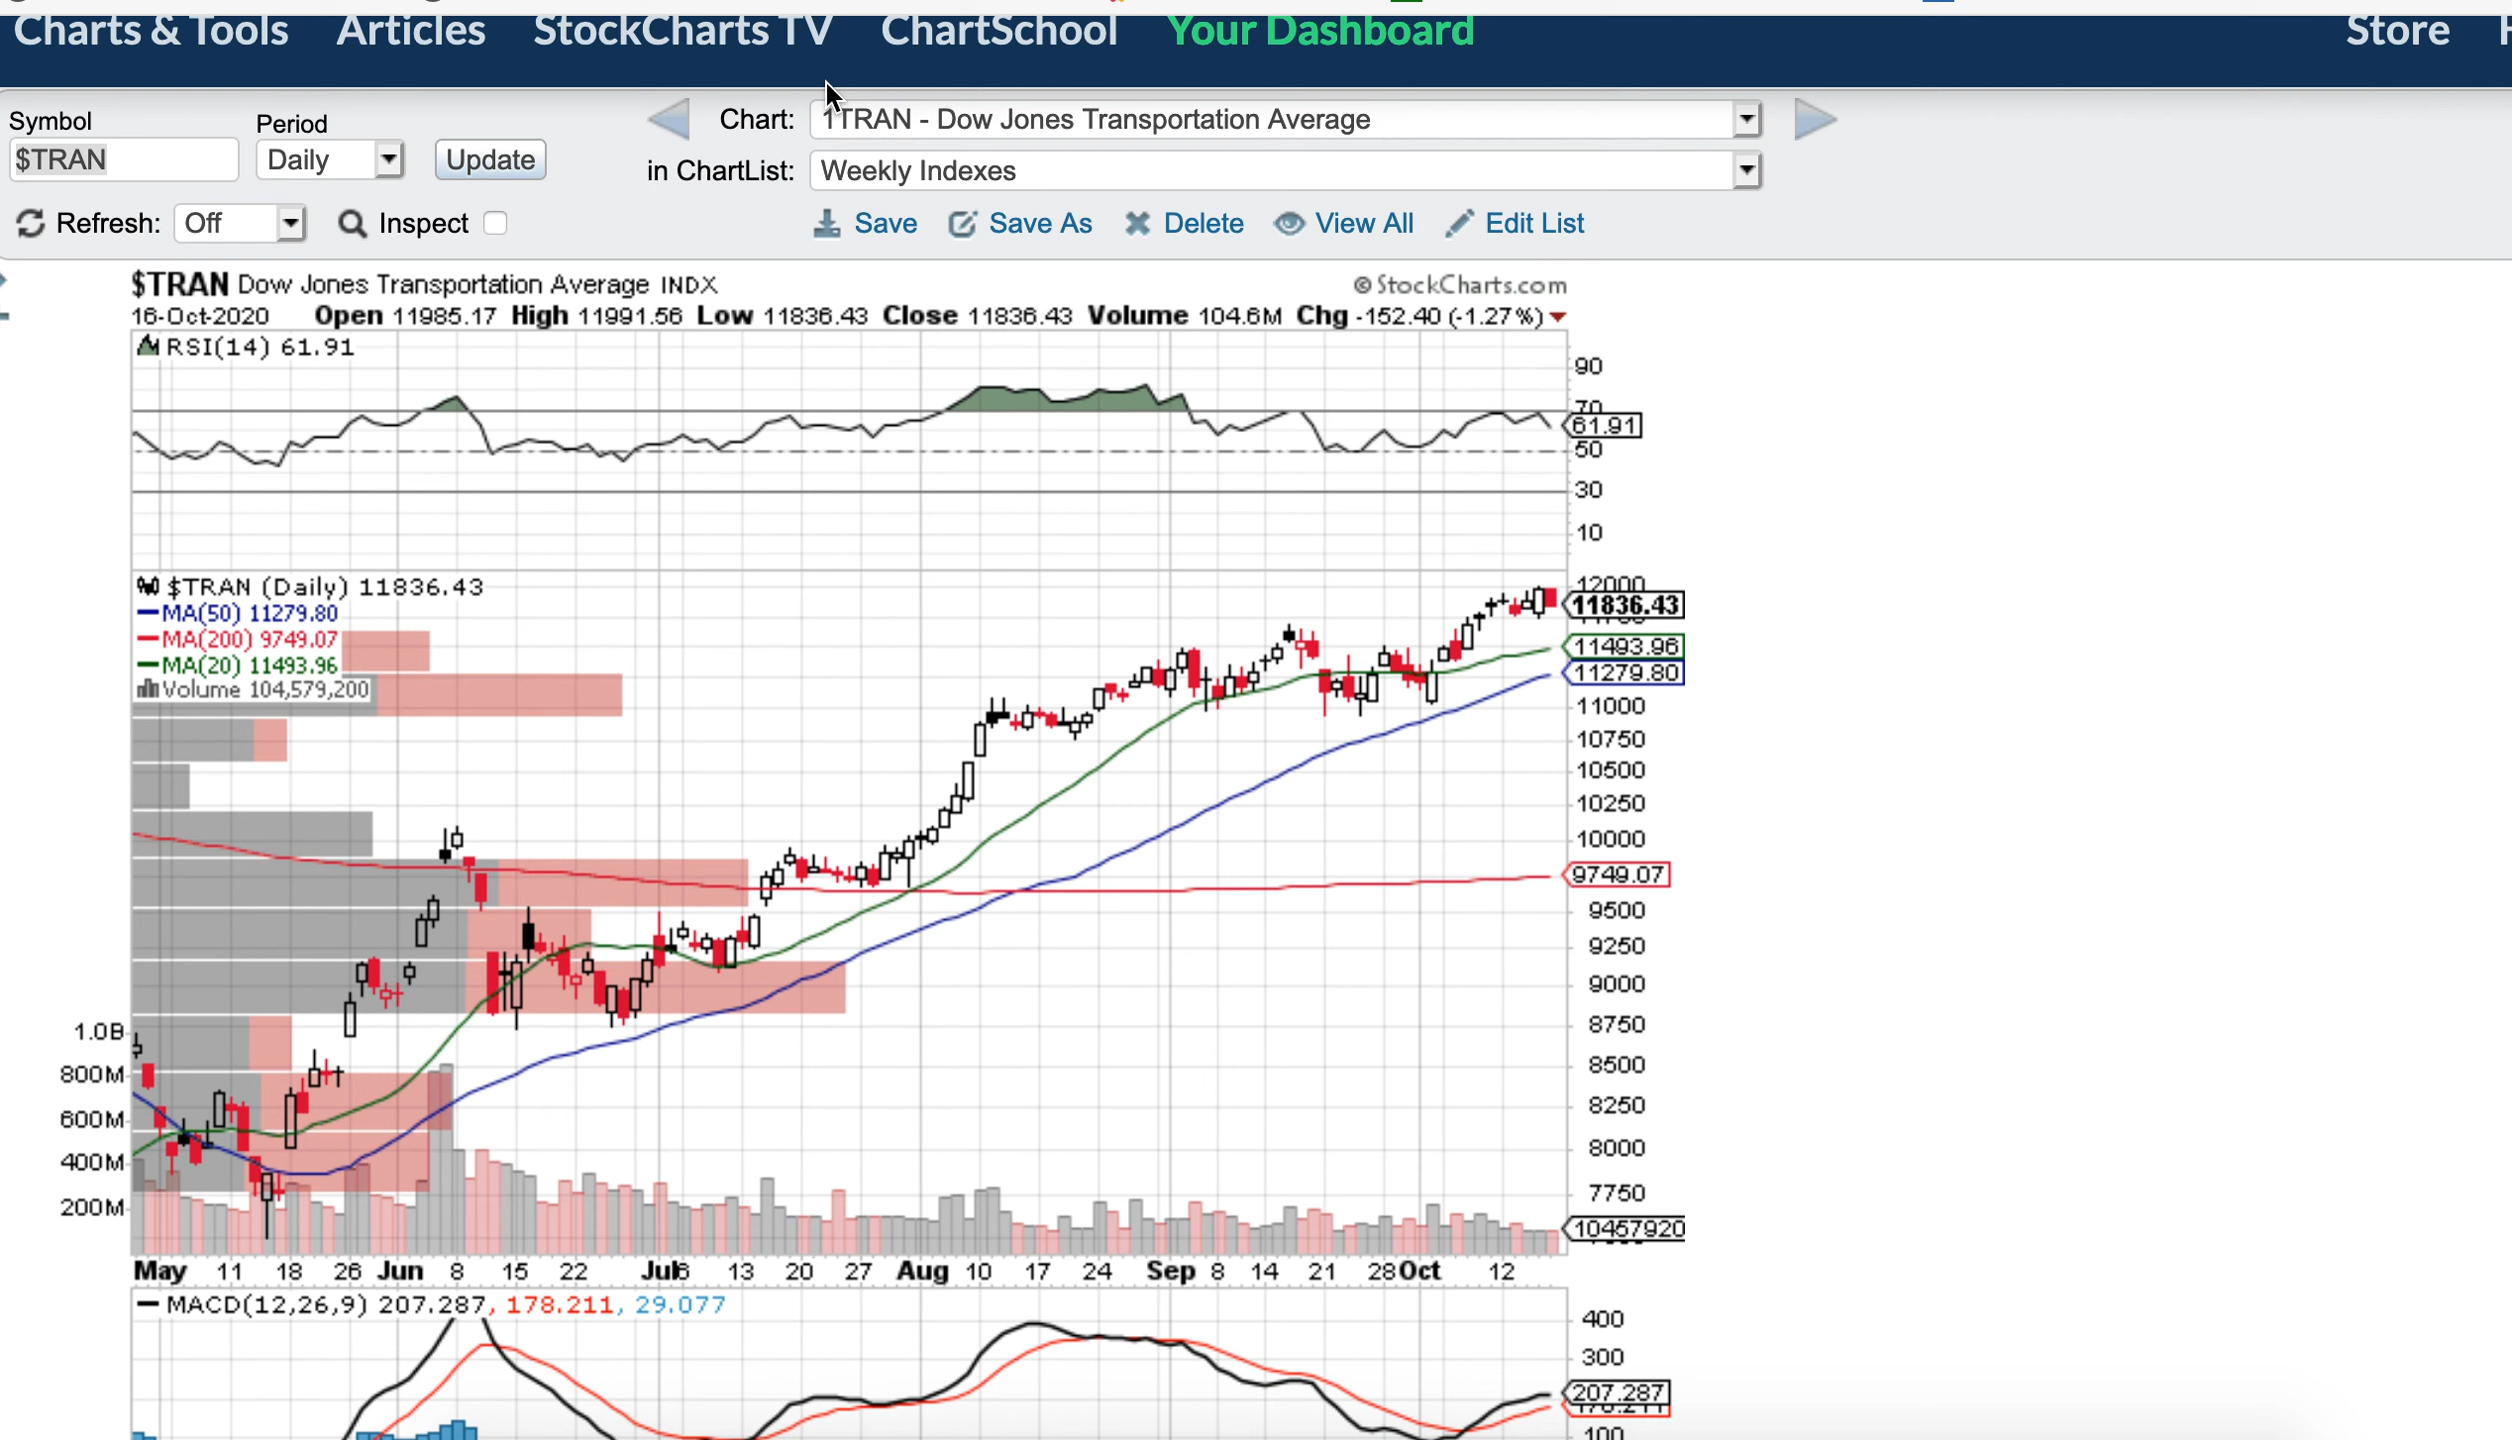 Charts & Tools Articles StockCharts TV ChartSchool Your Dashboard Store
Symbol Period Chart: 1TRAN - Dow Jones Transportation Average
$TRAN Daily Update in ChartList: Weekly Indexes
Refresh: Off Inspect Save Save As Delete View All Edit List
$TRAN Dow Jones Transportation Average INDX © StockCharts.com
16-Oct-2020 Open 11985.17 High 11991.56 Low 11836.43 Close 11836.43 Volume 104.6M Chg -152.40 (-1.27%)
RSI(14) 61.91
90
70
61.91
50
30
10
$TRAN (Daily) 11836.43
MA(50) 11279.80
MA(200) 9749.07
MA(20) 11493.96
Volume 104,579,200
12000
11836.43
11493.96
11279.80
11000
10750
10500
10250
10000
9749.07
9500
9250
9000
8750
8500
8250
8000
7750
10457920
1.0B
800M
600M
400M
200M
May 11 18 26 Jun 8 15 22 Jul6 13 20 27 Aug 10 17 24 Sep 8 14 21 28 Oct 12
MACD(12,26,9) 207.287, 178.211, 29.077
400
300
207.287
100